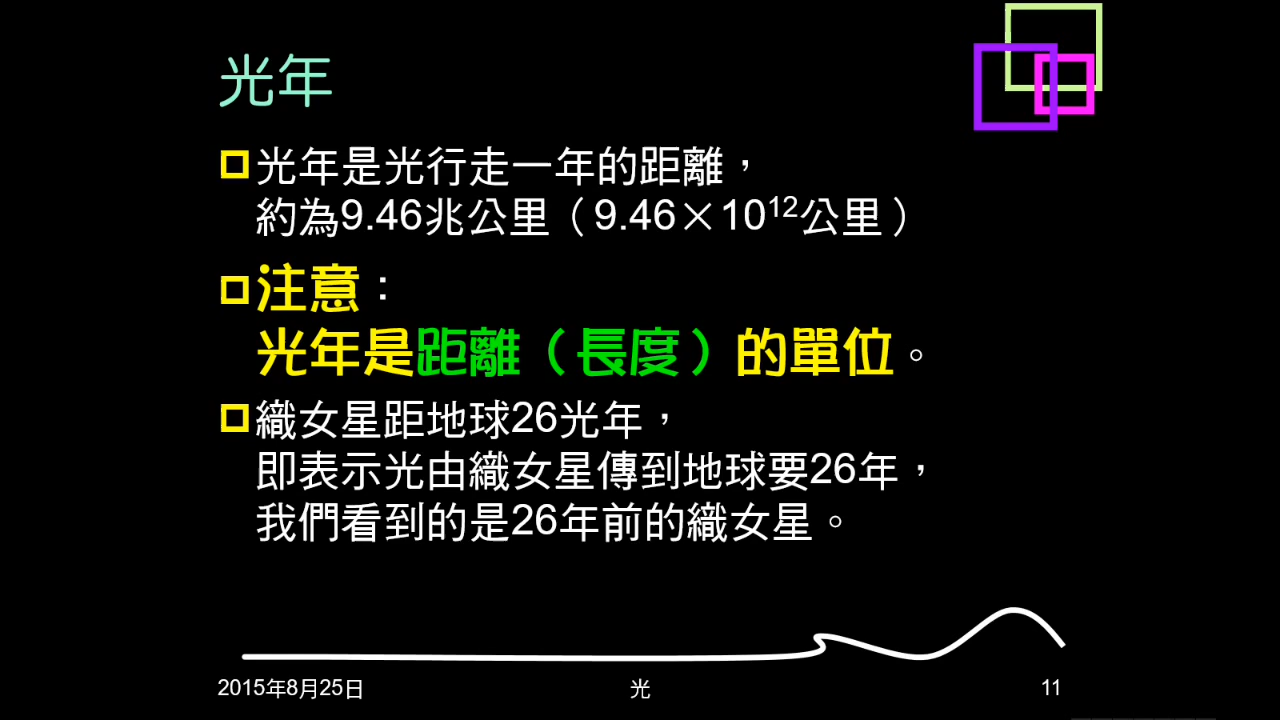 光年
光年是光行走一年的距離，
約為9.46兆公里（9.46×10¹²公里）
注意：
光年是距離（長度）的單位。
織女星距地球26光年，
即表示光由織女星傳到地球要26年，
我們看到的是26年前的織女星。
2015年8月25日
光
11